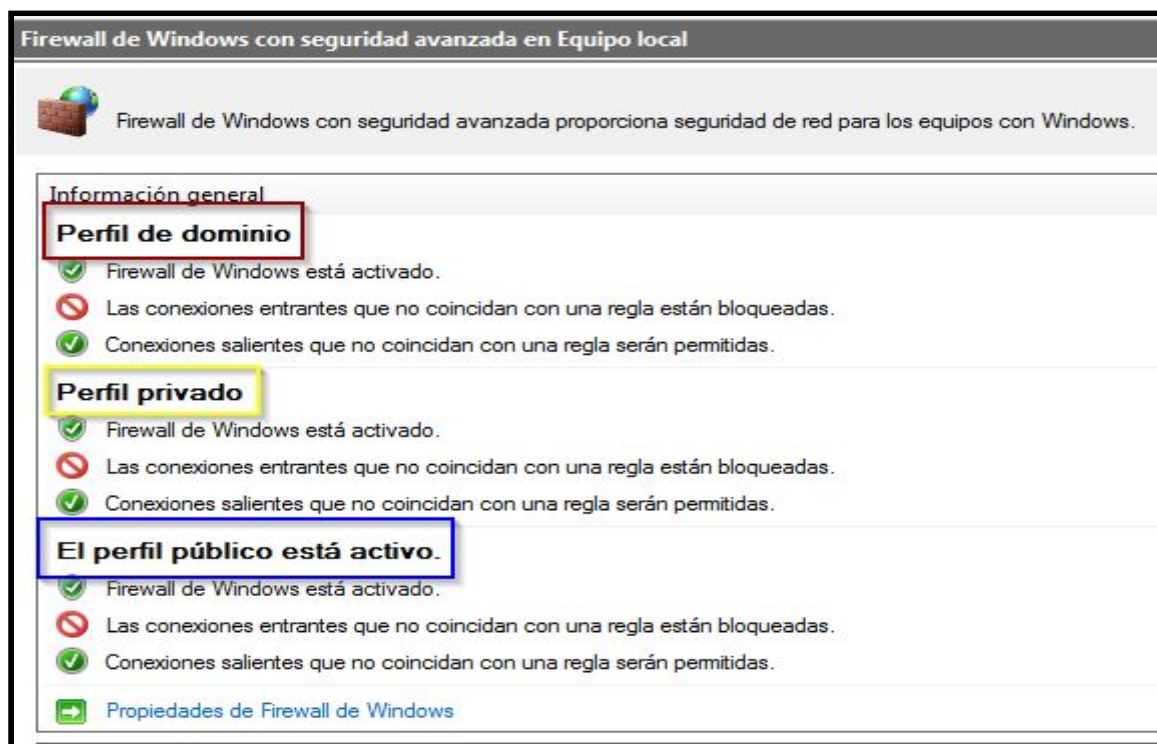 Firewall de Windows con seguridad avanzada en Equipo local
Firewall de Windows con seguridad avanzada proporciona seguridad de red para los equipos con Windows.
Información general
Perfil de dominio
Firewall de Windows está activado.
Las conexiones entrantes que no coincidan con una regla están bloqueadas.
Conexiones salientes que no coincidan con una regla serán permitidas.
Perfil privado
Firewall de Windows está activado.
Las conexiones entrantes que no coincidan con una regla están bloqueadas.
Conexiones salientes que no coincidan con una regla serán permitidas.
El perfil público está activo.
Firewall de Windows está activado.
Las conexiones entrantes que no coincidan con una regla están bloqueadas.
Conexiones salientes que no coincidan con una regla serán permitidas.
Propiedades de Firewall de Windows